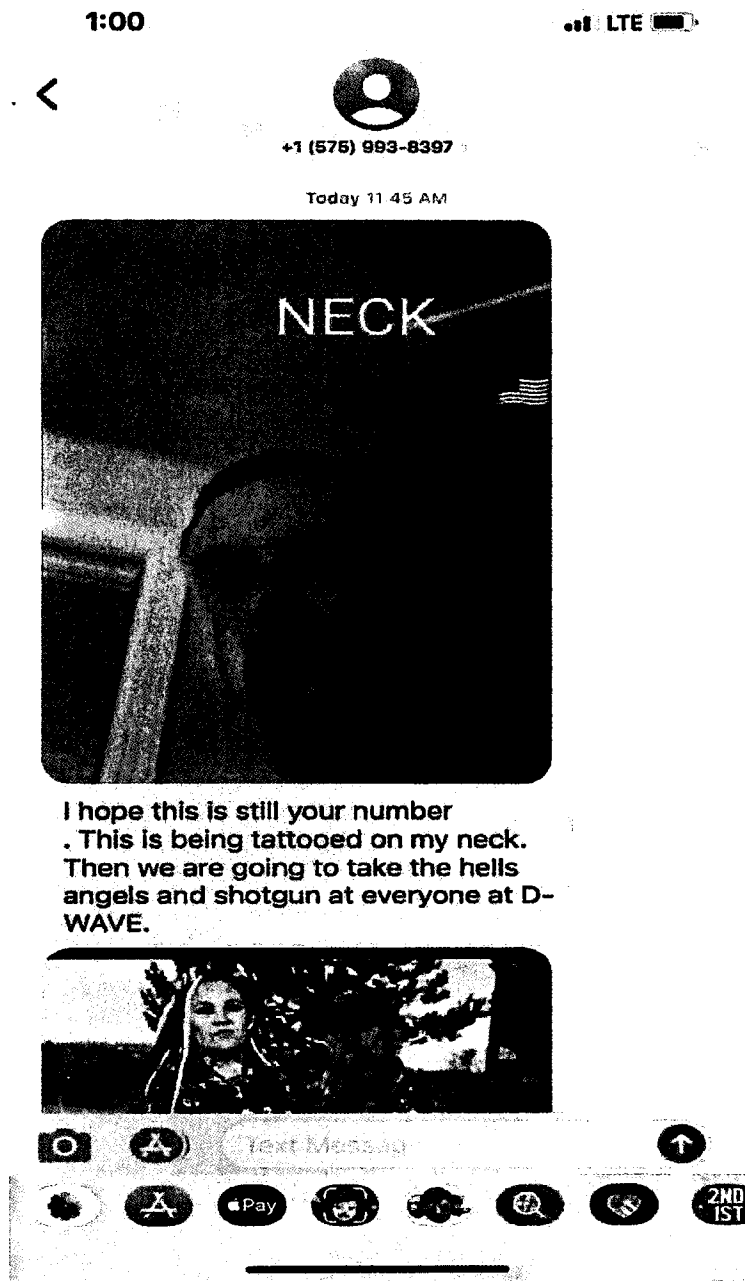 1:00
LTE
+1 (575) 993-8397
Today 11 45 AM
NECK
I hope this is still your number
. This is being tattooed on my neck.
Then we are going to take the hells
angels and shotgun at everyone at D-
WAVE.
Text Message
Pay
2ND
1ST